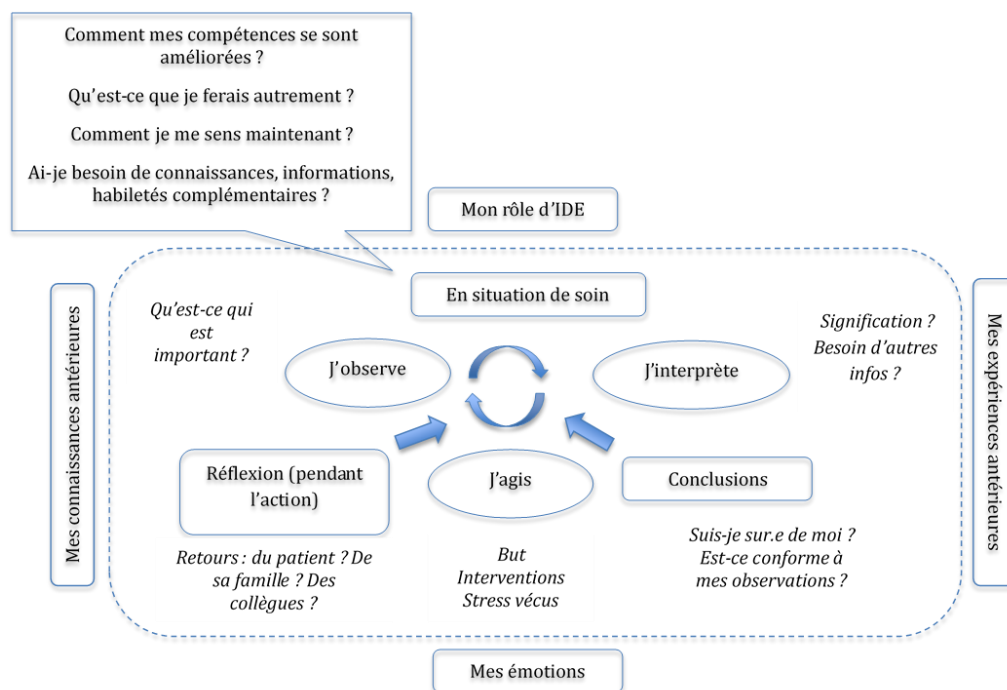 Comment mes compétences se sont
améliorées ?
Qu’est-ce que je ferais autrement ?
Comment je me sens maintenant ?
Ai-je besoin de connaissances, informations,
habiletés complémentaires ?
Mon rôle d’IDE
Mes connaissances antérieures
En situation de soin
Mes expériences antérieures
Qu’est-ce qui
est
important ?
J’observe
J’interprète
Signification ?
Besoin d’autres
infos ?
Réflexion (pendant
l’action)
J’agis
Conclusions
Retours : du patient ? De
sa famille ? Des
collègues ?
But
Interventions
Stress vécus
Suis-je sur.e de moi ?
Est-ce conforme à
mes observations ?
Mes émotions